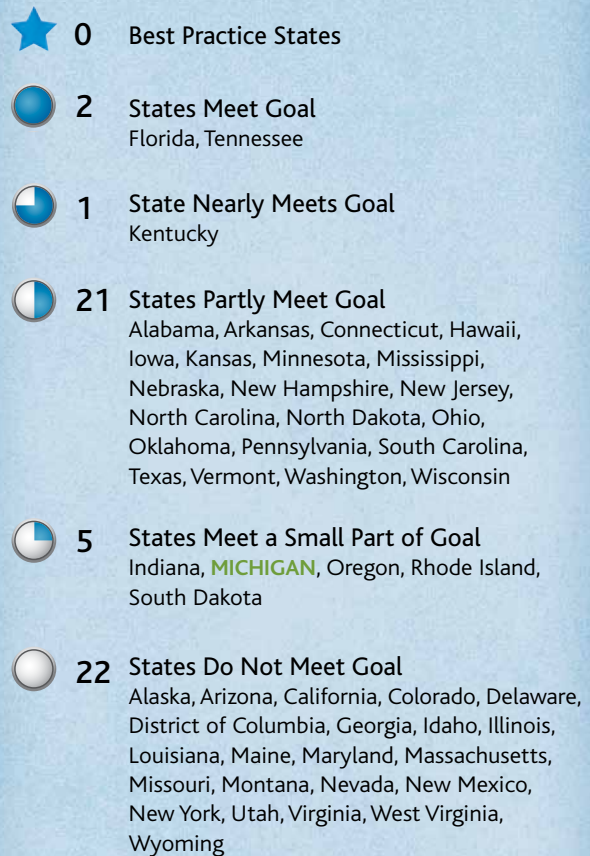 0 Best Practice States
2 States Meet Goal
Florida, Tennessee
1 State Nearly Meets Goal
Kentucky
21 States Partly Meet Goal
Alabama, Arkansas, Connecticut, Hawaii,
Iowa, Kansas, Minnesota, Mississippi,
Nebraska, New Hampshire, New Jersey,
North Carolina, North Dakota, Ohio,
Oklahoma, Pennsylvania, South Carolina,
Texas, Vermont, Washington, Wisconsin
5 States Meet a Small Part of Goal
Indiana, MICHIGAN, Oregon, Rhode Island,
South Dakota
22 States Do Not Meet Goal
Alaska, Arizona, California, Colorado, Delaware,
District of Columbia, Georgia, Idaho, Illinois,
Louisiana, Maine, Maryland, Massachusetts,
Missouri, Montana, Nevada, New Mexico,
New York, Utah, Virginia, West Virginia,
Wyoming